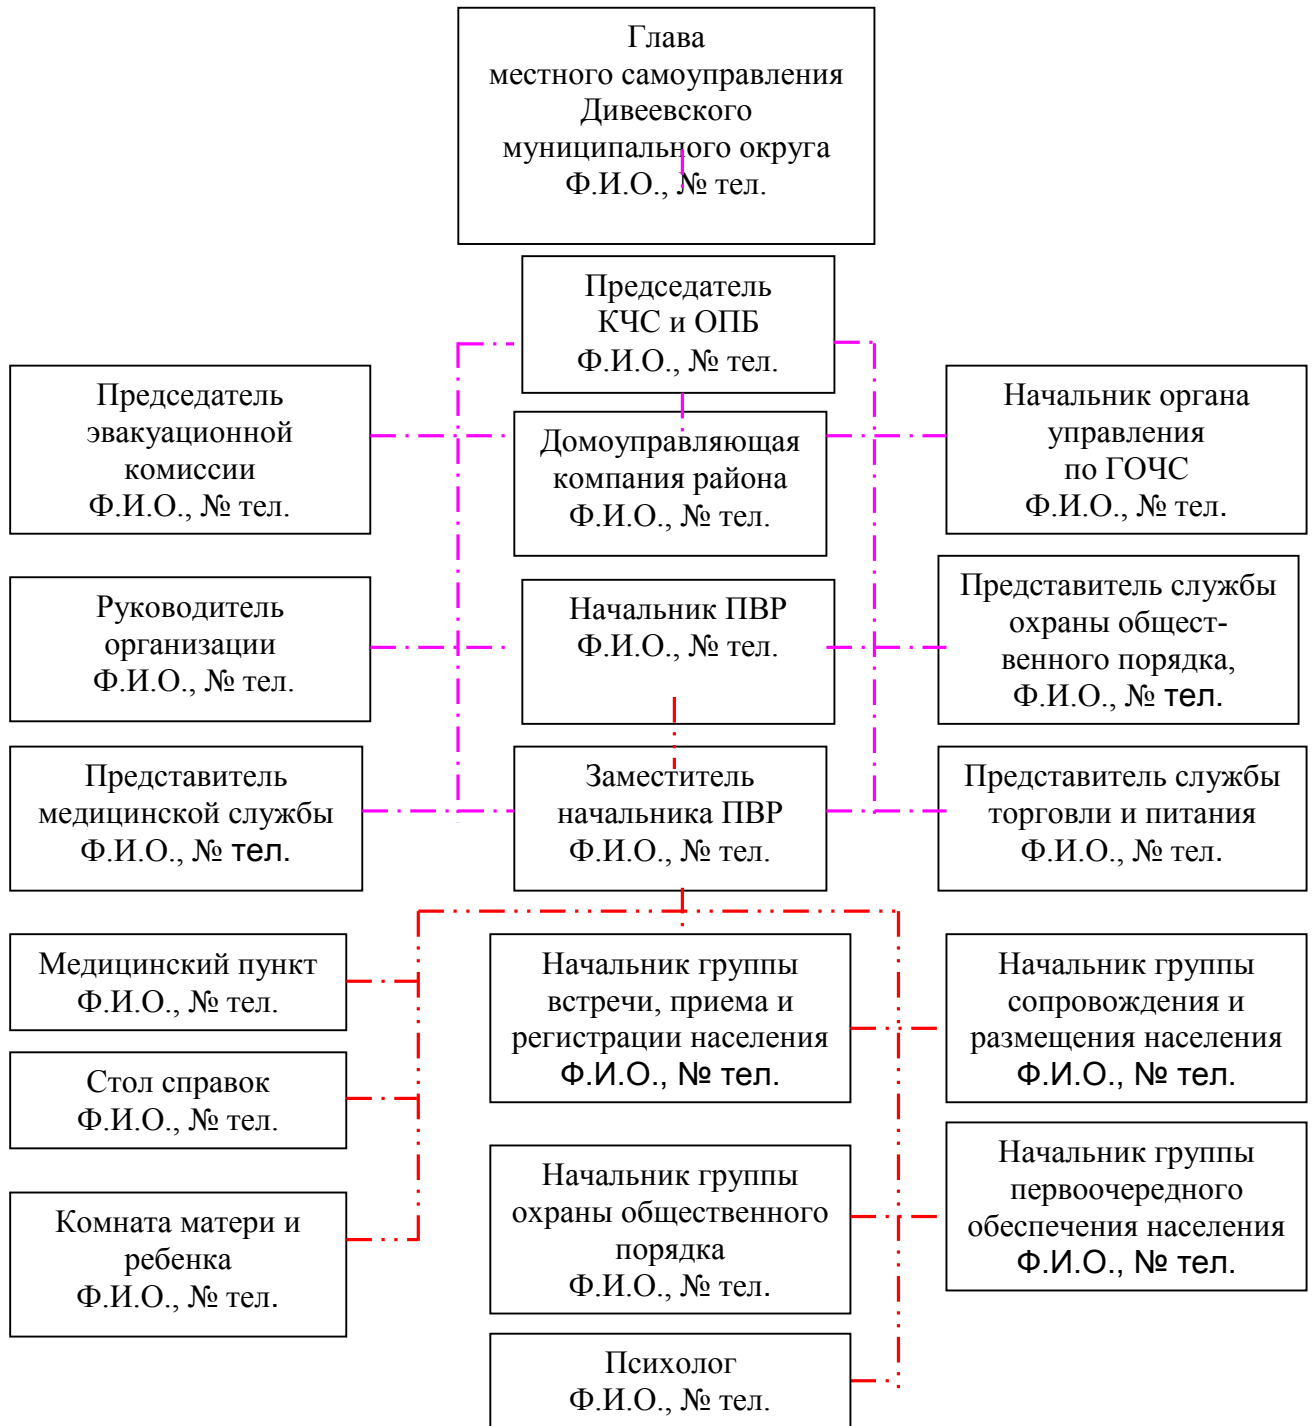 Глава
местного самоуправления
Дивеевского
муниципального округа
Ф.И.О., № тел.
Председатель
КЧС и ОПБ
Ф.И.О., № тел.
Председатель
эвакуационной
комиссии
Ф.И.О., № тел.
Домоуправляющая
компания района
Ф.И.О., № тел.
Начальник органа
управления
по ГОЧС
Ф.И.О., № тел.
Руководитель
организации
Ф.И.О., № тел.
Начальник ПВР
Ф.И.О., № тел.
Представитель службы
охраны общест-
венного порядка,
Ф.И.О., № тел.
Представитель
медицинской службы
Ф.И.О., № тел.
Заместитель
начальника ПВР
Ф.И.О., № тел.
Представитель службы
торговли и питания
Ф.И.О., № тел.
Медицинский пункт
Ф.И.О., № тел.
Начальник группы
встречи, приема и
регистрации населения
Ф.И.О., № тел.
Начальник группы
сопровождения и
размещения населения
Ф.И.О., № тел.
Стол справок
Ф.И.О., № тел.
Начальник группы
охраны общественного
порядка
Ф.И.О., № тел.
Начальник группы
первоочередного
обеспечения населения
Ф.И.О., № тел.
Комната матери и
ребенка
Ф.И.О., № тел.
Психолог
Ф.И.О., № тел.